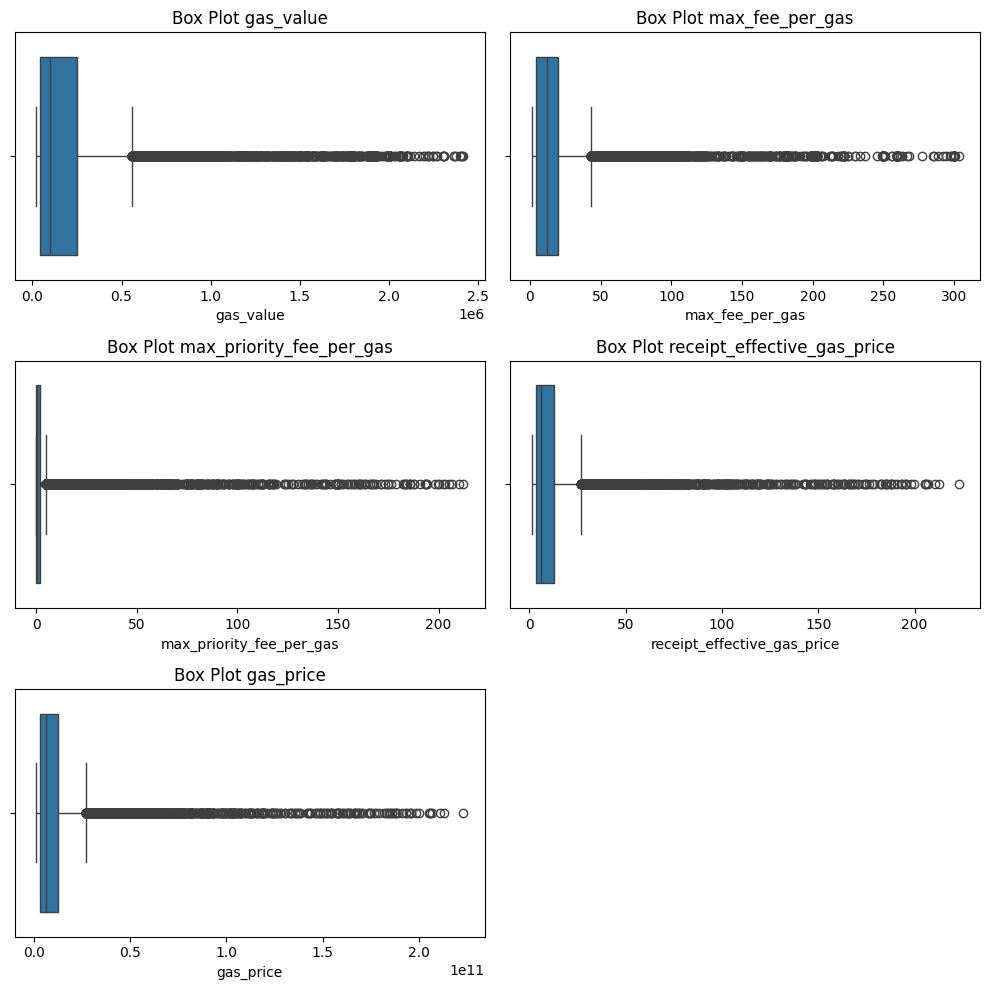 Box Plot gas_value
0.0 0.5 1.0 1.5 2.0 2.5
gas_value
1e6
Box Plot max_fee_per_gas
0 50 100 150 200 250 300
max_fee_per_gas
Box Plot max_priority_fee_per_gas
0 50 100 150 200
max_priority_fee_per_gas
Box Plot receipt_effective_gas_price
0 50 100 150 200
receipt_effective_gas_price
Box Plot gas_price
0.0 0.5 1.0 1.5 2.0
gas_price
1e11